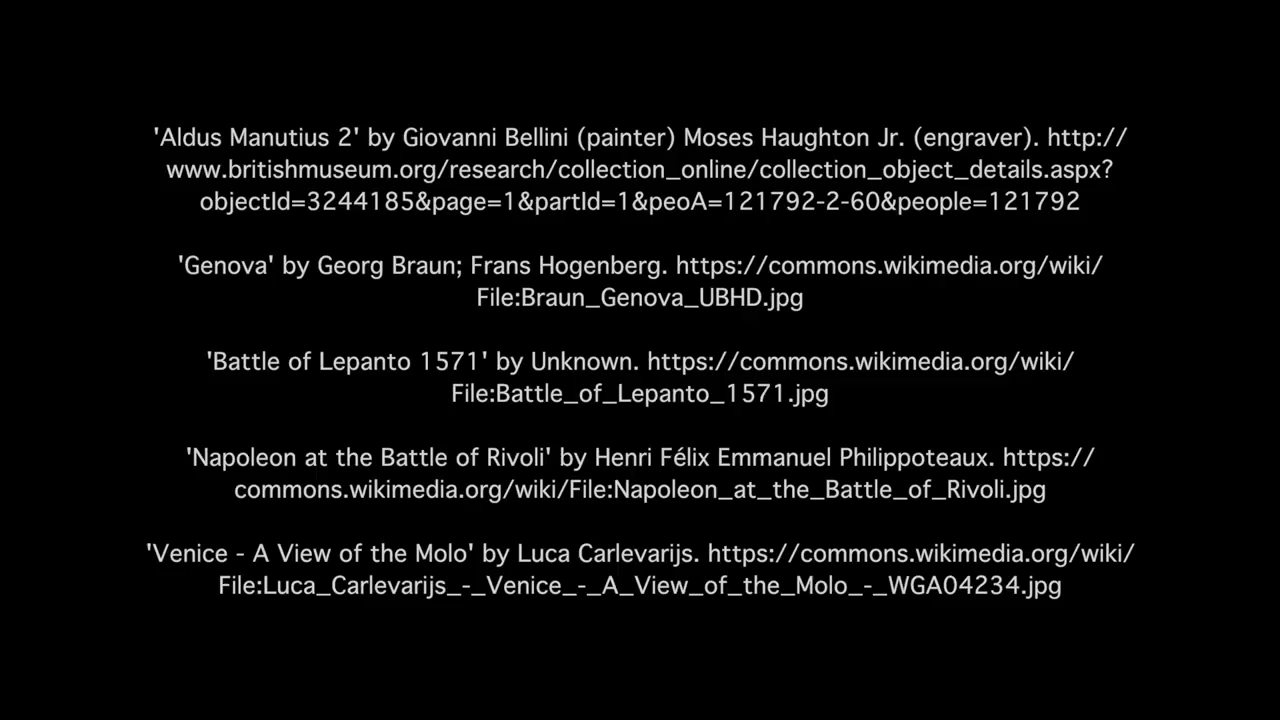 'Aldus Manutius 2' by Giovanni Bellini (painter) Moses Haughton Jr. (engraver). http://
www.britishmuseum.org/research/collection_online/collection_object_details.aspx?
objectId=3244185&page=1&partId=1&peoA=121792-2-60&people=121792
'Genova' by Georg Braun; Frans Hogenberg. https://commons.wikimedia.org/wiki/
File:Braun_Genova_UBHD.jpg
'Battle of Lepanto 1571' by Unknown. https://commons.wikimedia.org/wiki/
File:Battle_of_Lepanto_1571.jpg
'Napoleon at the Battle of Rivoli' by Henri Félix Emmanuel Philippoteaux. https://
commons.wikimedia.org/wiki/File:Napoleon_at_the_Battle_of_Rivoli.jpg
'Venice - A View of the Molo' by Luca Carlevarijs. https://commons.wikimedia.org/wiki/
File:Luca_Carlevarijs_-_Venice_-_A_View_of_the_Molo_-_WGA04234.jpg